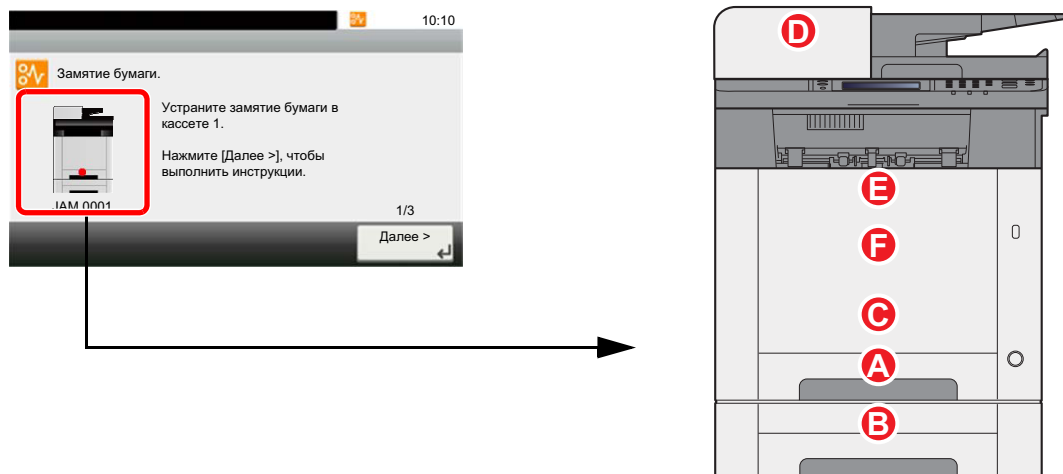 10:10
Замятие бумаги.
Устраните замятие бумаги в
кассете 1.
Нажмите [Далее >], чтобы
выполнить инструкции.
JAM 0001
1/3
Далее >
D
E
F
C
A
B